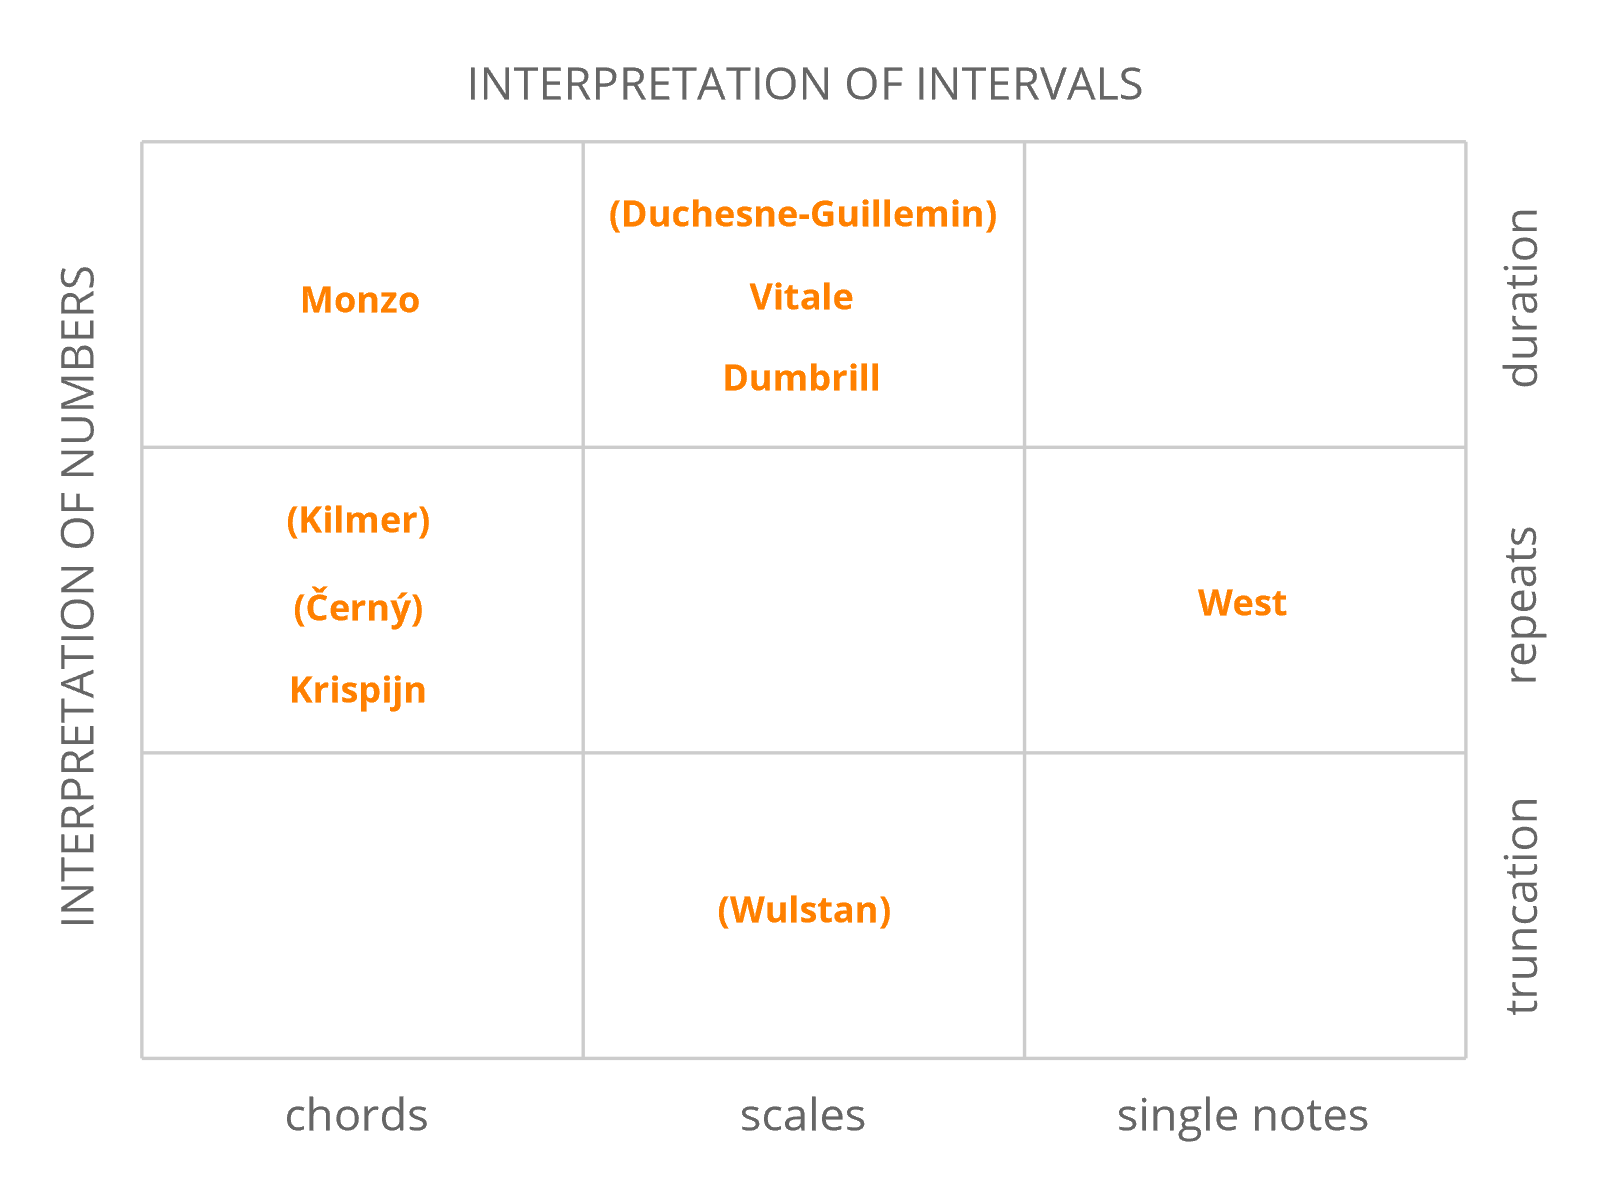 INTERPRETATION OF INTERVALS
INTERPRETATION OF NUMBERS
Monzo
(Duchesne-Guillemin)
Vitale
Dumbrill
duration
(Kilmer)
(Černý)
Krispijn
West
repeats
(Wulstan)
truncation
chords
scales
single notes